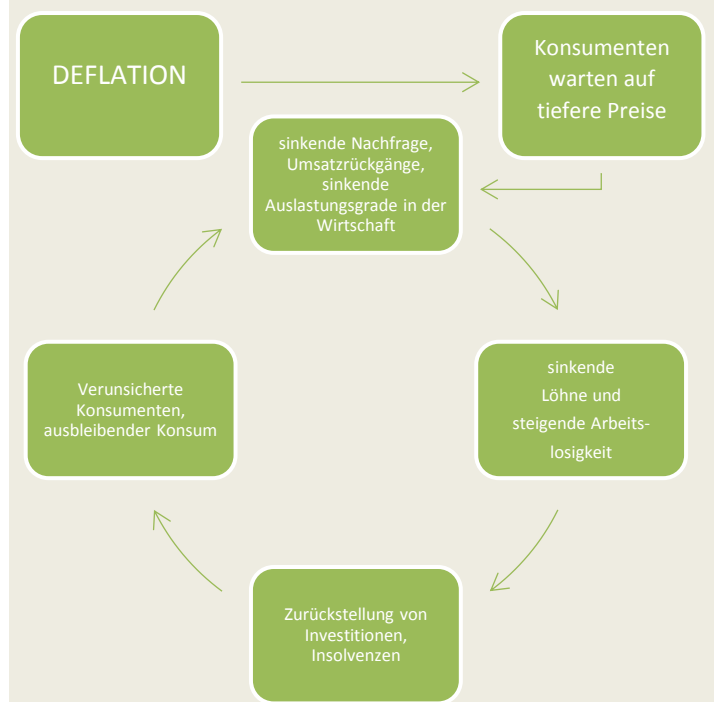 DEFLATION
Konsumenten
warten auf
tiefere Preise
sinkende Nachfrage,
Umsatzrückgänge,
sinkende
Auslastungsgrade in der
Wirtschaft
sinkende
Löhne und
steigende Arbeits-
losigkeit
Zurückstellung von
Investitionen,
Insolvenzen
Verunsicherte
Konsumenten,
ausbleibender Konsum